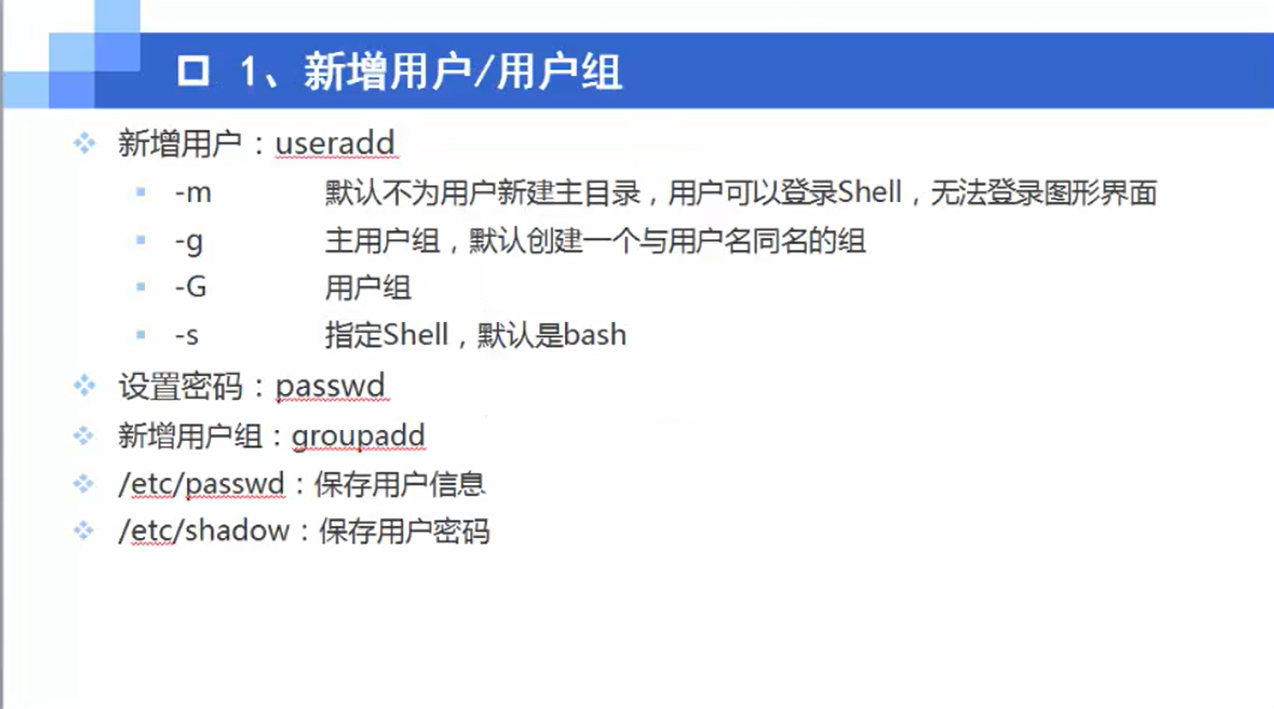 1、新增用户/用户组
新增用户：useradd
-m 默认不为用户新建主目录，用户可以登录Shell，无法登录图形界面
-g 主用户组，默认创建一个与用户名同名的组
-G 用户组
-s 指定Shell，默认是bash
设置密码：passwd
新增用户组：groupadd
/etc/passwd：保存用户信息
/etc/shadow：保存用户密码